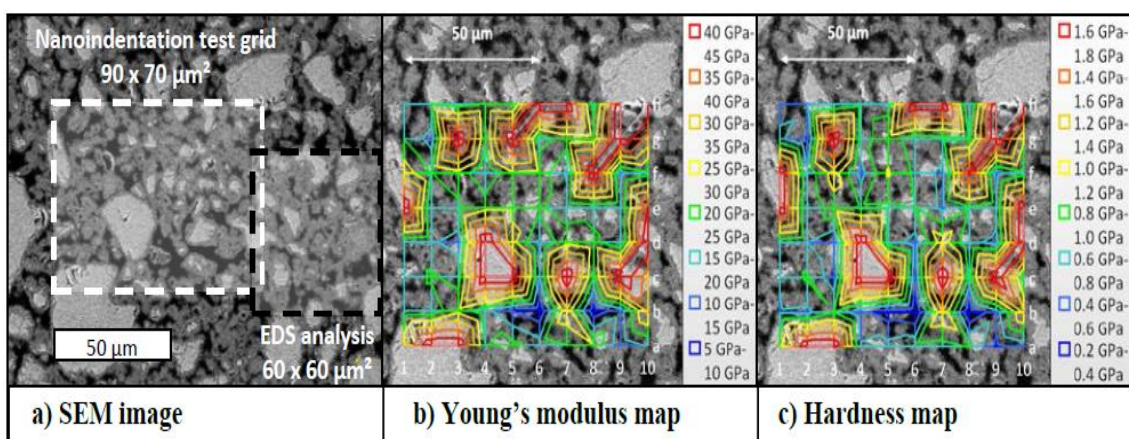 Nanoindentation test grid
90 x 70 µm²
50 µm
EDS analysis
60 x 60 µm²
a) SEM image
50 µm
a
b
c
d
e
f
g
1 2 3 4 5 6 7 8 9 10
40 GPa-
45 GPa
35 GPa-
40 GPa
30 GPa-
35 GPa
25 GPa-
30 GPa
20 GPa-
25 GPa
15 GPa-
20 GPa
10 GPa-
15 GPa
5 GPa-
10 GPa
b) Young’s modulus map
50 µm
a
b
c
d
e
f
g
1 2 3 4 5 6 7 8 9 10
1.6 GPa-
1.8 GPa
1.4 GPa-
1.6 GPa
1.2 GPa-
1.4 GPa
1.0 GPa-
1.2 GPa
0.8 GPa-
1.0 GPa
0.6 GPa-
0.8 GPa
0.4 GPa-
0.6 GPa
0.2 GPa-
0.4 GPa
c) Hardness map